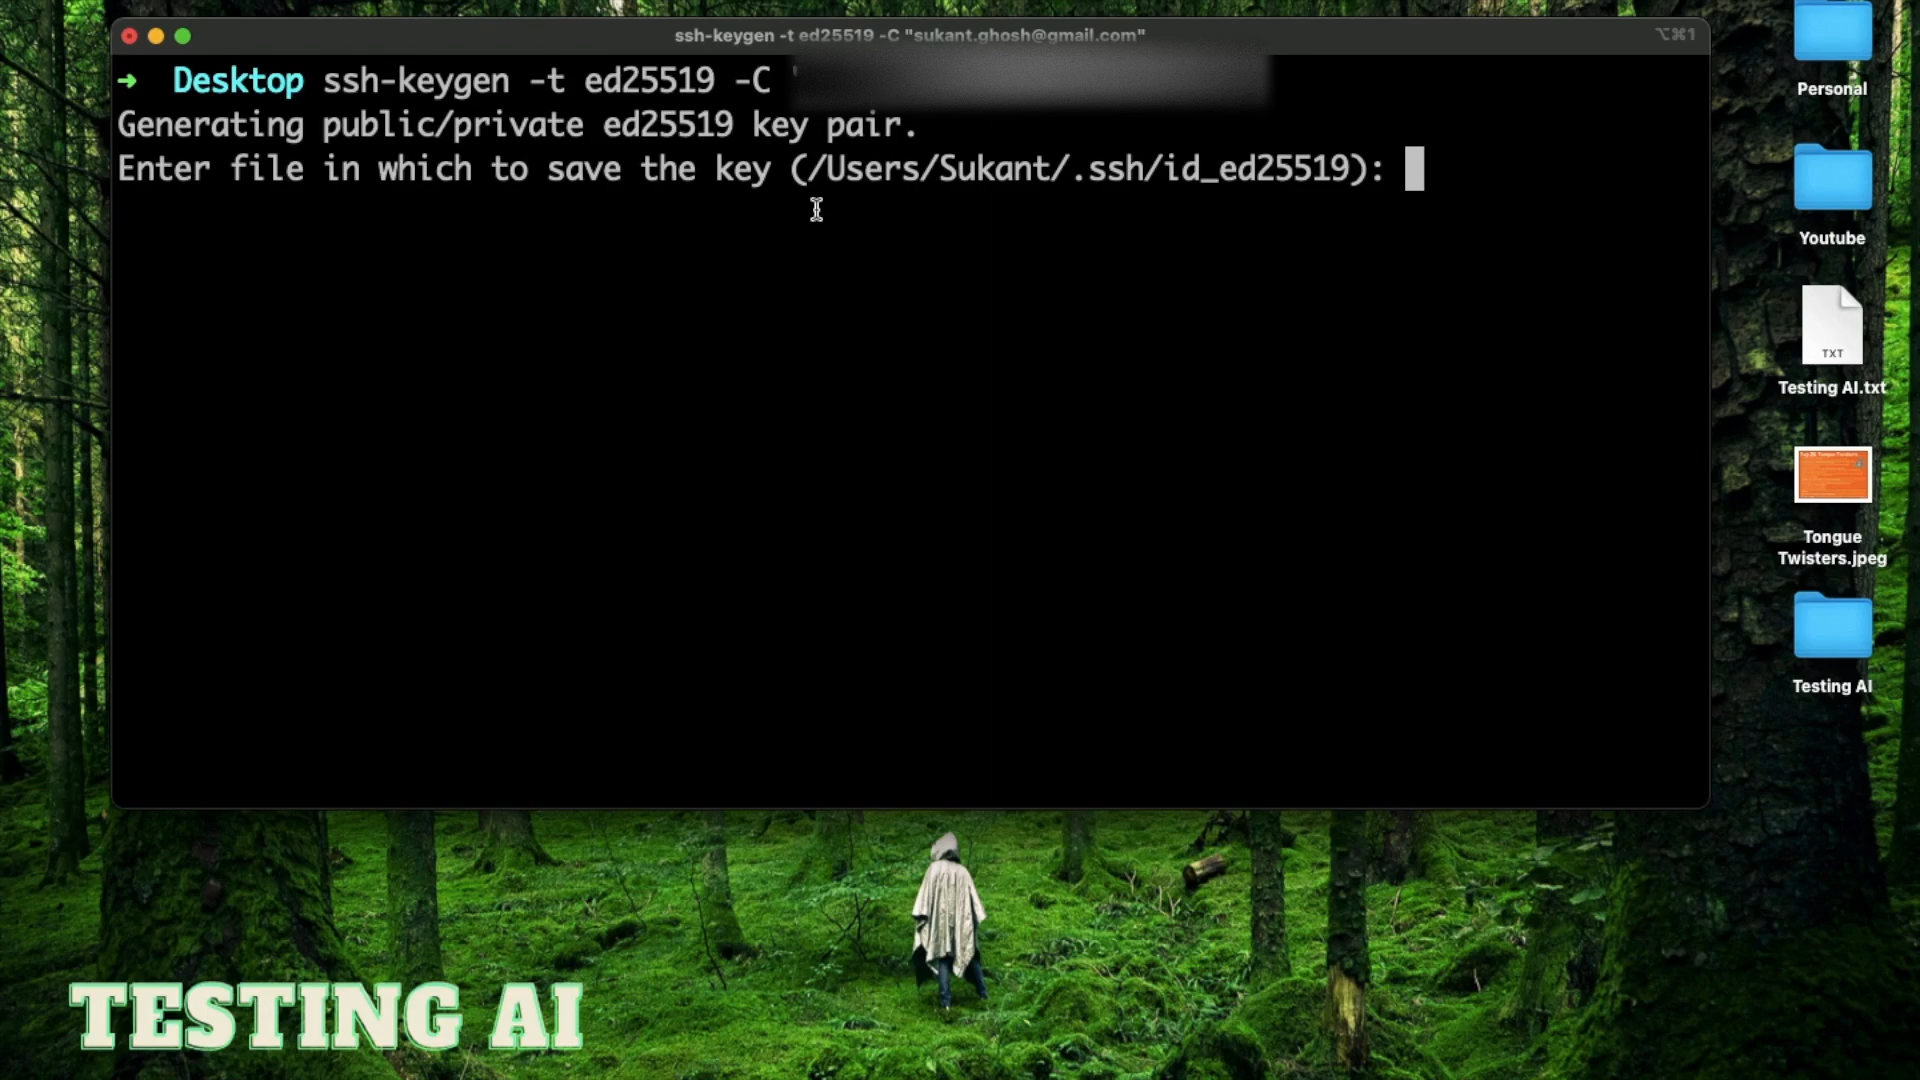 ssh-keygen -t ed25519 -C "sukant.ghosh@gmail.com"
⌥⌘1
➜ Desktop ssh-keygen -t ed25519 -C
Generating public/private ed25519 key pair.
Enter file in which to save the key (/Users/Sukant/.ssh/id_ed25519):
Personal
Youtube
TXT
Testing AI.txt
Tongue
Twisters.jpeg
Testing AI
TESTING AI